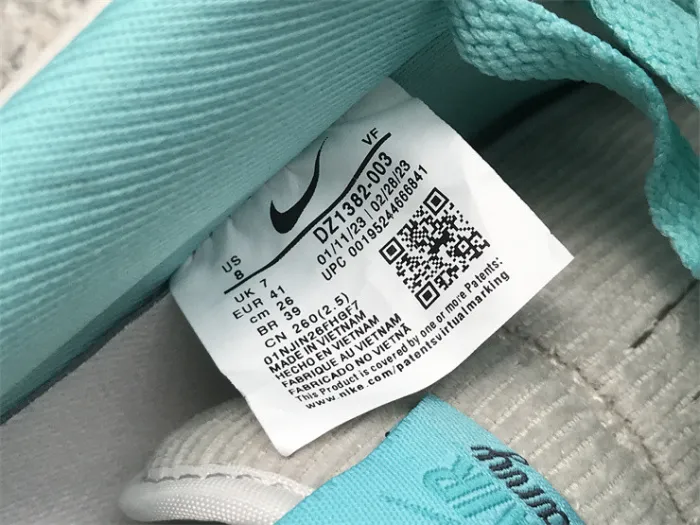 VF
DZ1382-003
01/11/23 | 02/28/23
UPC 00195244666841
US
8
UK 7
EUR 41
cm 26
BR 39
CN 260(2.5)
MADE IN VIETNAM
HECHO EN VIETNAM
FABRIQUE AU VIETNAM
FABRICADO NO VIETNÃ
This Product is covered by one or more Patents:
www.nike.com/patentsvirtualmarking
AIR